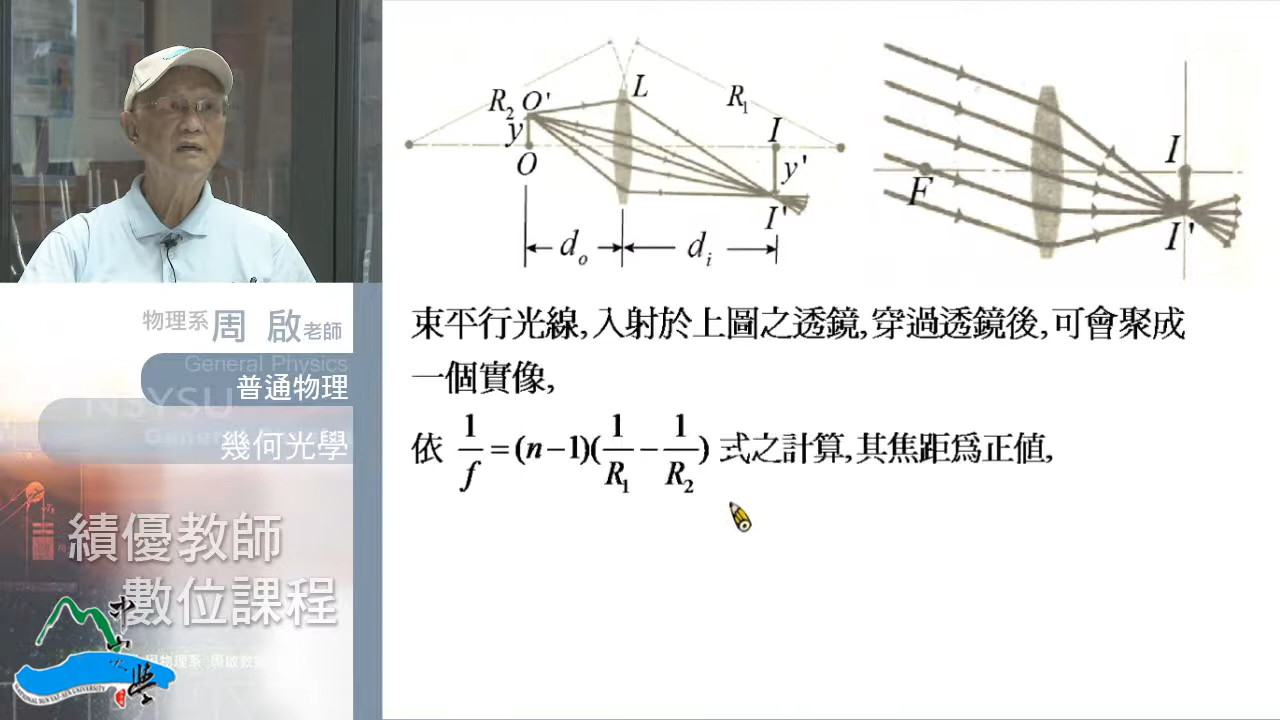 R₂ O' L R₁ I
y O y'
I'
dₒ dᵢ
F I I'
束平行光線,入射於上圖之透鏡,穿過透鏡後,可會聚成
一個實像,
依 1/f = (n-1)(1/R₁ - 1/R₂) 式之計算,其焦距為正值,
物理系 周 啟 老師
General Physics
普通物理
NSYSU
幾何光學
績優教師
數位課程